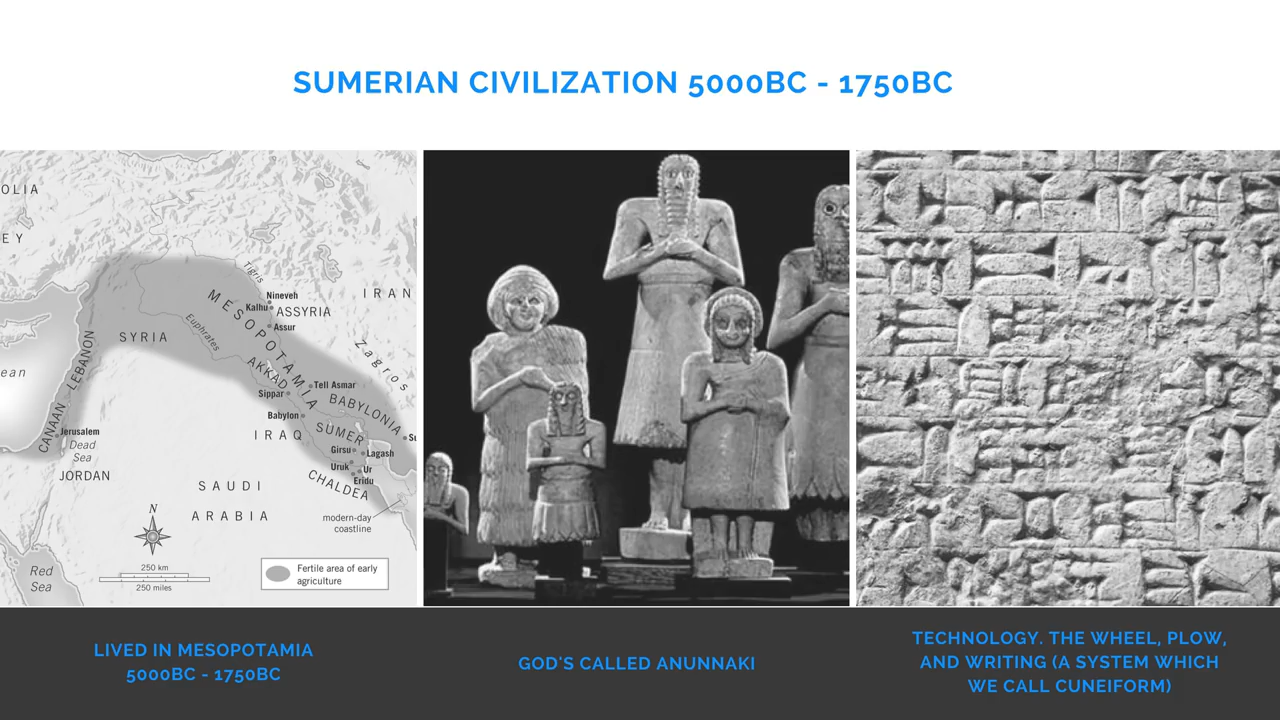 SUMERIAN CIVILIZATION 5000BC - 1750BC
OLIA
EY
ean
IRAN
Tigris
Nineveh
Kalhu
ASSYRIA
Assur
MESOPOTAMIA
SYRIA
Euphrates
Zagros
LEBANON
AKKAD
Tell Asmar
Sippar
BABYLONIA
Babylon
CANAAN
Jerusalem
IRAQ
SUMER
Su
Dead
Sea
Girsu
Lagash
Uruk
Ur
Eridu
JORDAN
CHALDEA
SAUDI
ARABIA
modern-day
coastline
N
250 km
250 miles
Fertile area of early
agriculture
Red
Sea
LIVED IN MESOPOTAMIA
5000BC - 1750BC
GOD'S CALLED ANUNNAKI
TECHNOLOGY. THE WHEEL, PLOW,
AND WRITING (A SYSTEM WHICH
WE CALL CUNEIFORM)